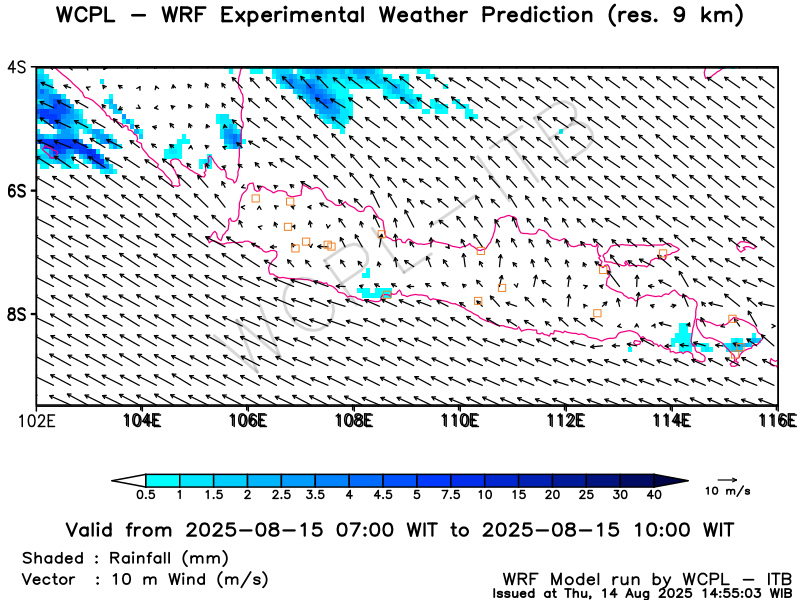 WCPL – WRF Experimental Weather Prediction (res. 9 km)
4S
6S
8S
102E 104E 106E 108E 110E 112E 114E 116E
WCPL-ITB
0.5 1 1.5 2 2.5 3.5 4 4.5 5 7.5 10 15 20 25 30 40
10 m/s
Valid from 2025–08–15 07:00 WIT to 2025–08–15 10:00 WIT
Shaded : Rainfall (mm)
Vector : 10 m Wind (m/s)
WRF Model run by WCPL – ITB
Issued at Thu, 14 Aug 2025 14:55:03 WIB